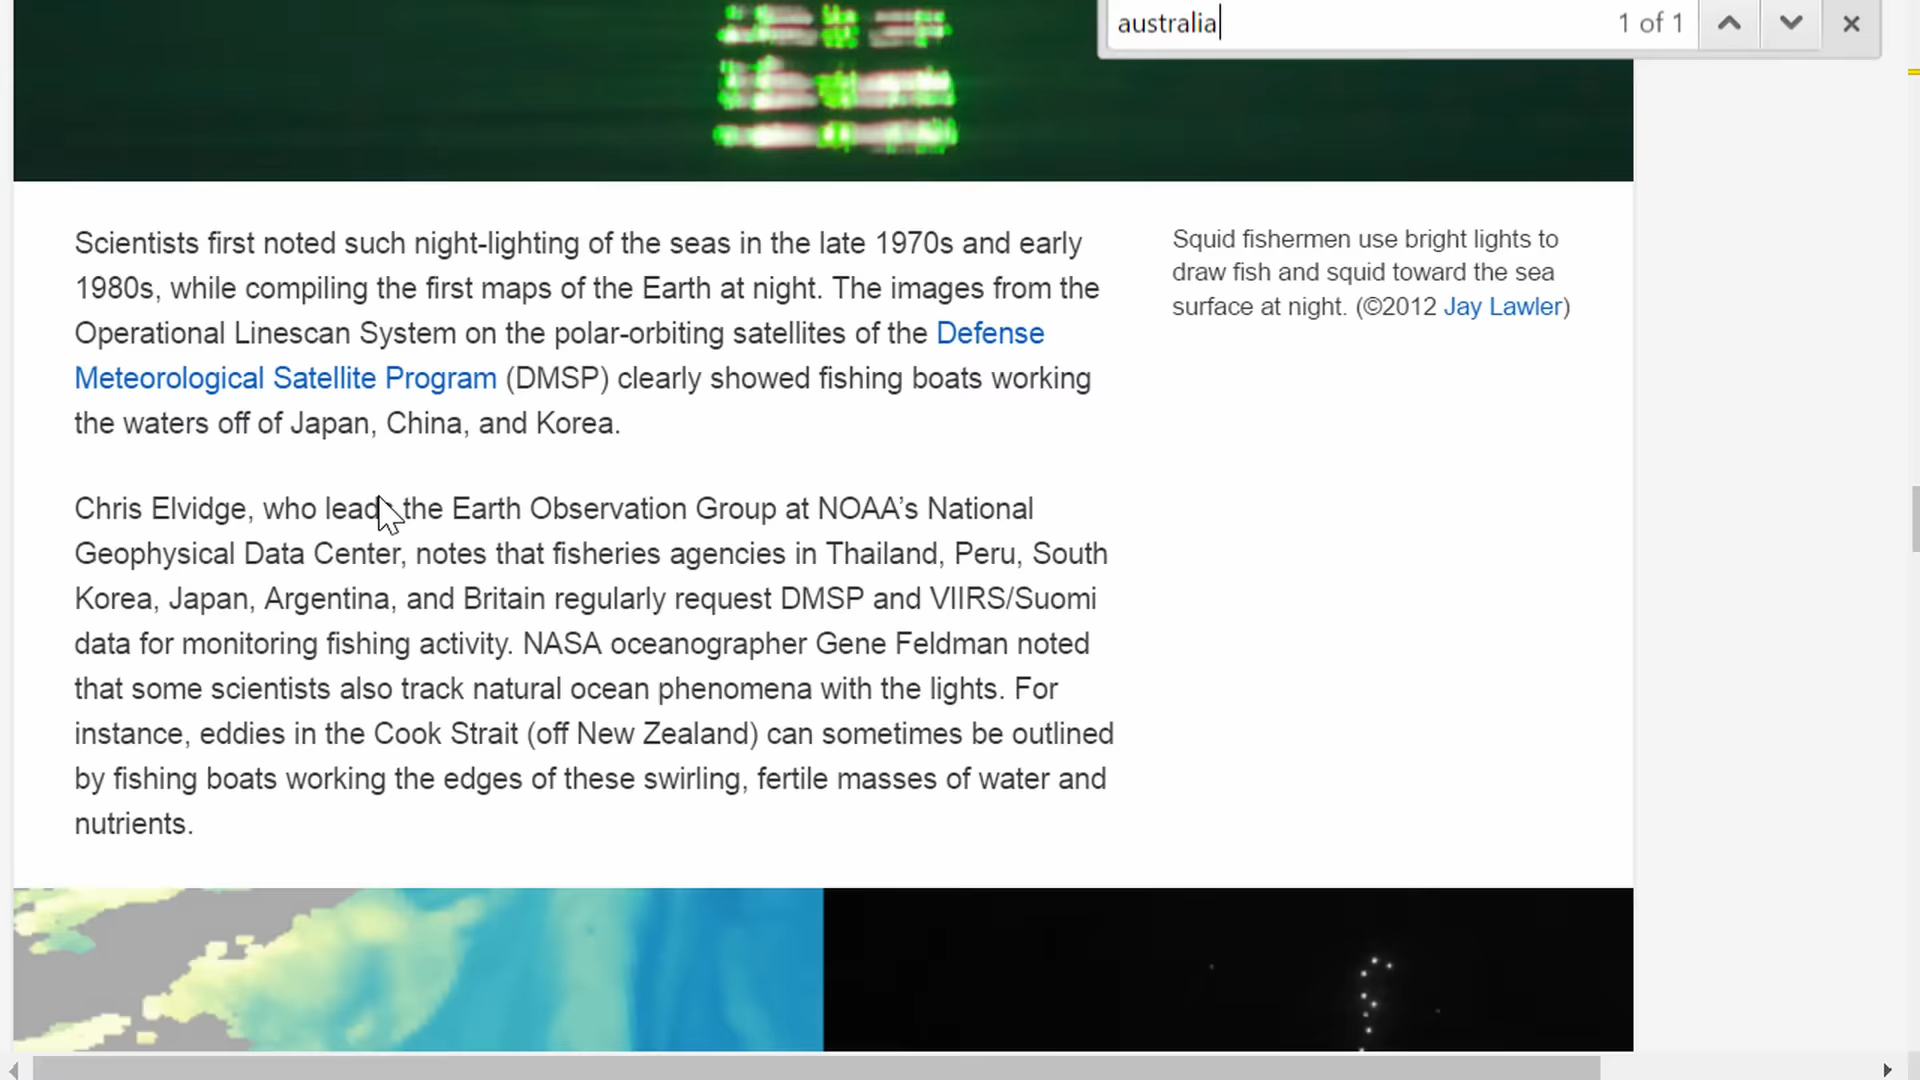 australia
1 of 1
Scientists first noted such night-lighting of the seas in the late 1970s and early
1980s, while compiling the first maps of the Earth at night. The images from the
Operational Linescan System on the polar-orbiting satellites of the Defense
Meteorological Satellite Program (DMSP) clearly showed fishing boats working
the waters off of Japan, China, and Korea.
Squid fishermen use bright lights to
draw fish and squid toward the sea
surface at night. (©2012 Jay Lawler)
Chris Elvidge, who leads the Earth Observation Group at NOAA’s National
Geophysical Data Center, notes that fisheries agencies in Thailand, Peru, South
Korea, Japan, Argentina, and Britain regularly request DMSP and VIIRS/Suomi
data for monitoring fishing activity. NASA oceanographer Gene Feldman noted
that some scientists also track natural ocean phenomena with the lights. For
instance, eddies in the Cook Strait (off New Zealand) can sometimes be outlined
by fishing boats working the edges of these swirling, fertile masses of water and
nutrients.